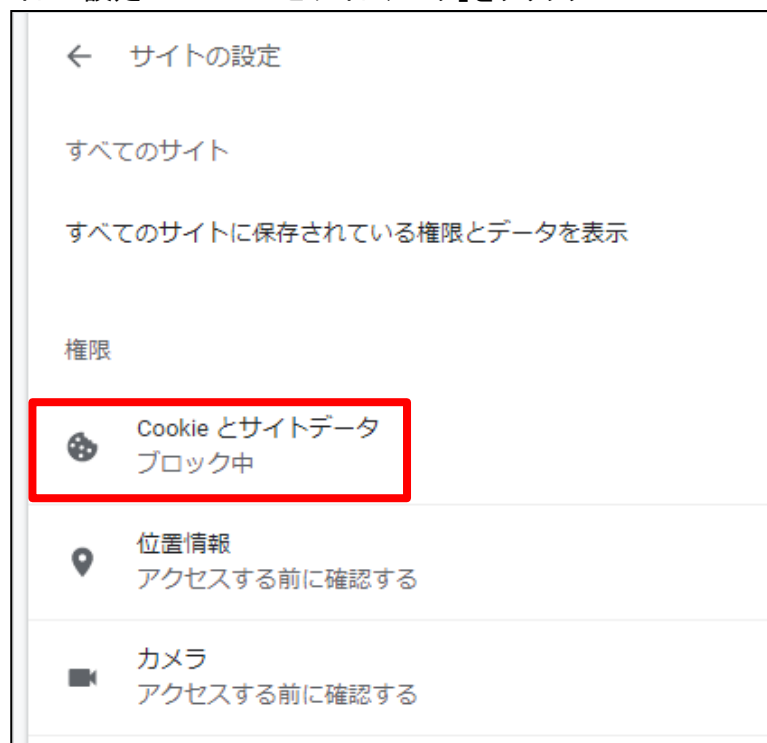 サイトの設定
すべてのサイト
すべてのサイトに保存されている権限とデータを表示
権限
Cookie とサイトデータ
ブロック中
位置情報
アクセスする前に確認する
カメラ
アクセスする前に確認する